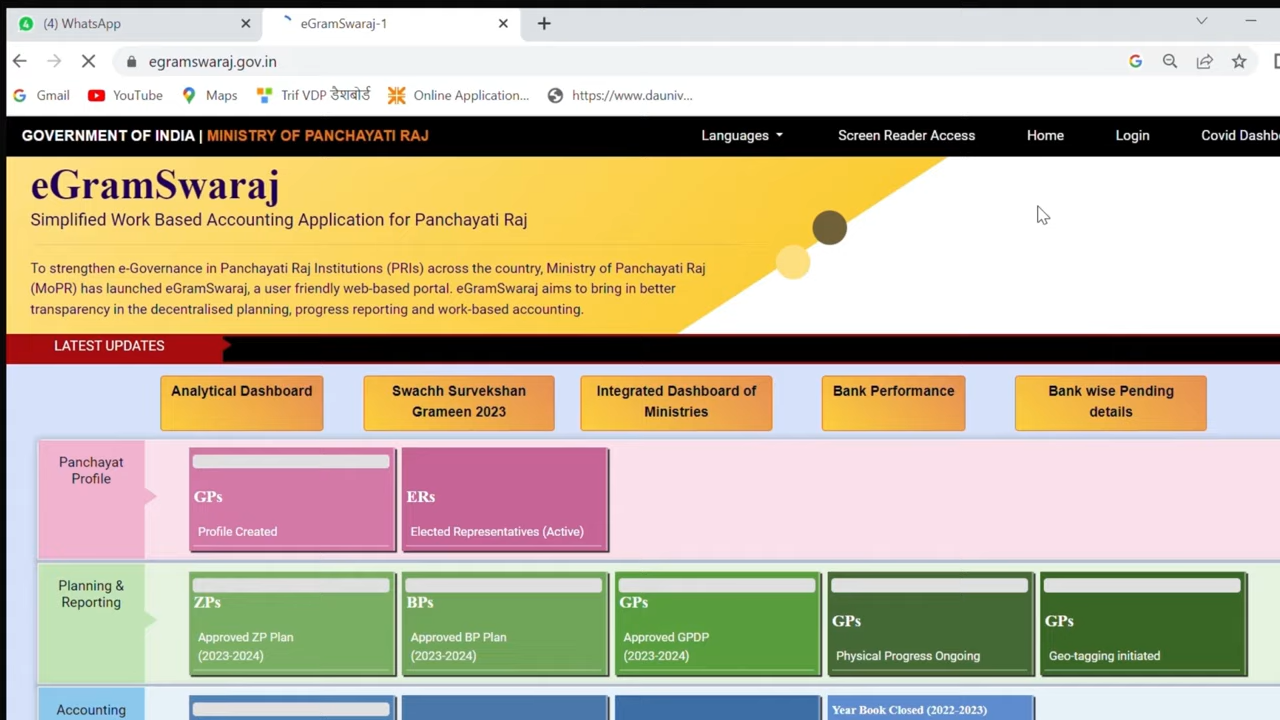 4
(4) WhatsApp
eGramSwaraj-1
egramswaraj.gov.in
Gmail
YouTube
Maps
Trif VDP डेशबोर्ड
Online Application...
https://www.dauniv...
GOVERNMENT OF INDIA | MINISTRY OF PANCHAYATI RAJ
Languages
Screen Reader Access
Home
Login
Covid Dashb
eGramSwaraj
Simplified Work Based Accounting Application for Panchayati Raj
To strengthen e-Governance in Panchayati Raj Institutions (PRIs) across the country, Ministry of Panchayati Raj
(MoPR) has launched eGramSwaraj, a user friendly web-based portal. eGramSwaraj aims to bring in better
transparency in the decentralised planning, progress reporting and work-based accounting.
LATEST UPDATES
Analytical Dashboard
Swachh Survekshan
Grameen 2023
Integrated Dashboard of
Ministries
Bank Performance
Bank wise Pending
details
Panchayat
Profile
GPs
Profile Created
ERs
Elected Representatives (Active)
Planning &
Reporting
ZPs
Approved ZP Plan
(2023-2024)
BPs
Approved BP Plan
(2023-2024)
GPs
Approved GPDP
(2023-2024)
GPs
Physical Progress Ongoing
GPs
Geo-tagging initiated
Accounting
Year Book Closed (2022-2023)